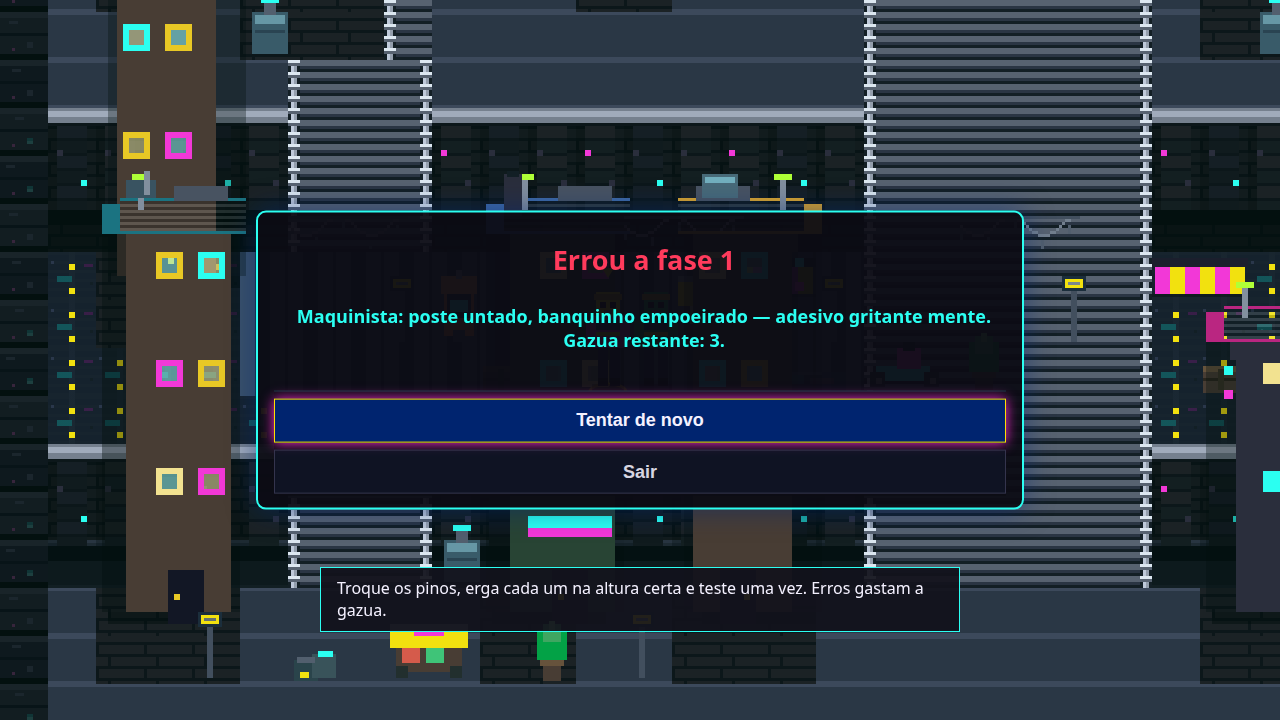 Errou a fase 1
Maquinista: poste untado, banquinho empoeirado — adesivo gritante mente.
Gazua restante: 3.
Tentar de novo
Sair
Troque os pinos, erga cada um na altura certa e teste uma vez. Erros gastam a
gazua.